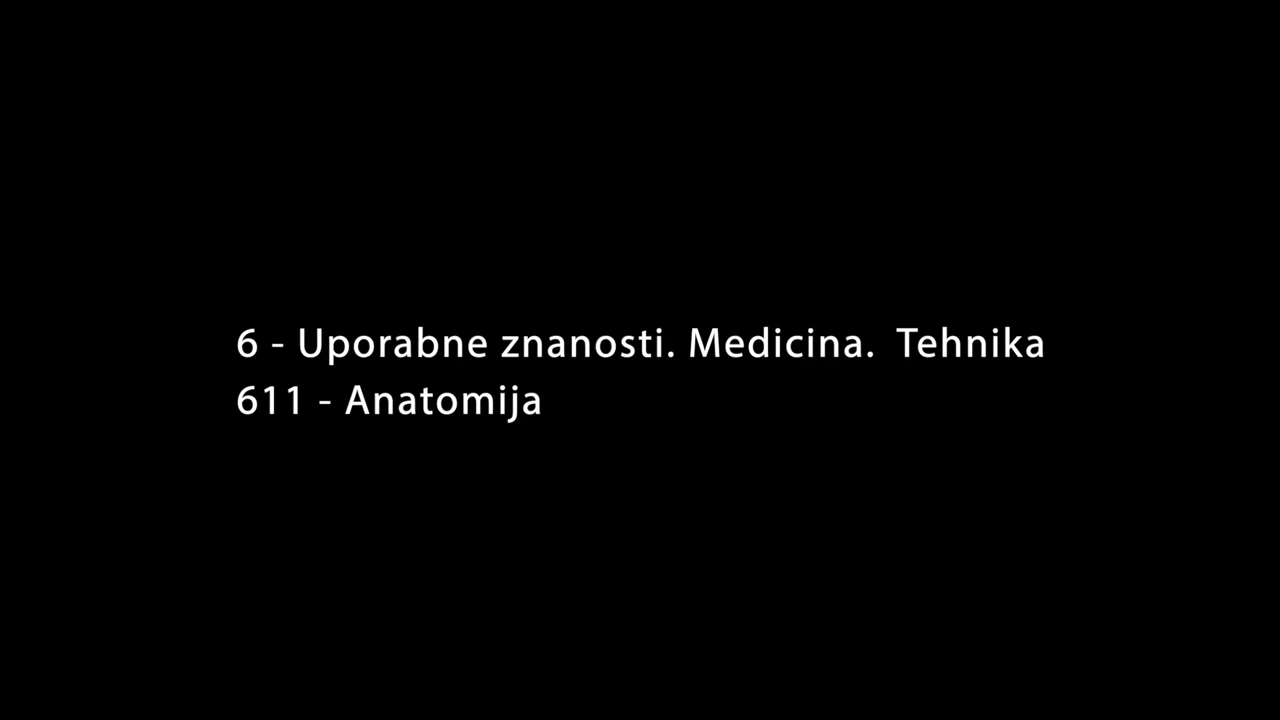 6 - Uporabne znanosti. Medicina.  Tehnika
611 - Anatomija